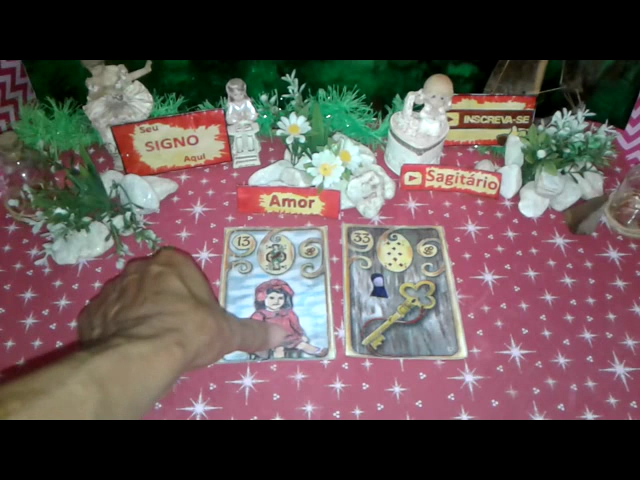 Seu
SIGNO
Aqui
INSCREVA-SE
Sagitário
Amor
13
33